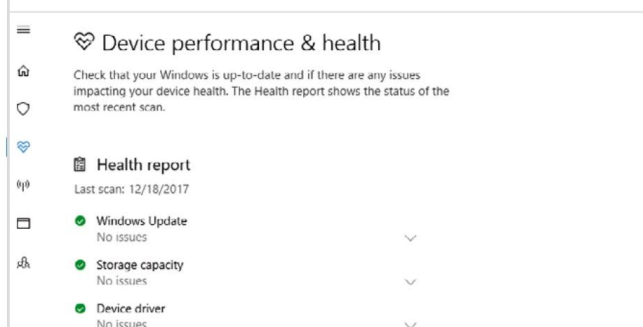 Device performance & health
Check that your Windows is up-to-date and if there are any issues
impacting your device health. The Health report shows the status of the
most recent scan.
Health report
Last scan: 12/18/2017
Windows Update
No issues
Storage capacity
No issues
Device driver
No issues